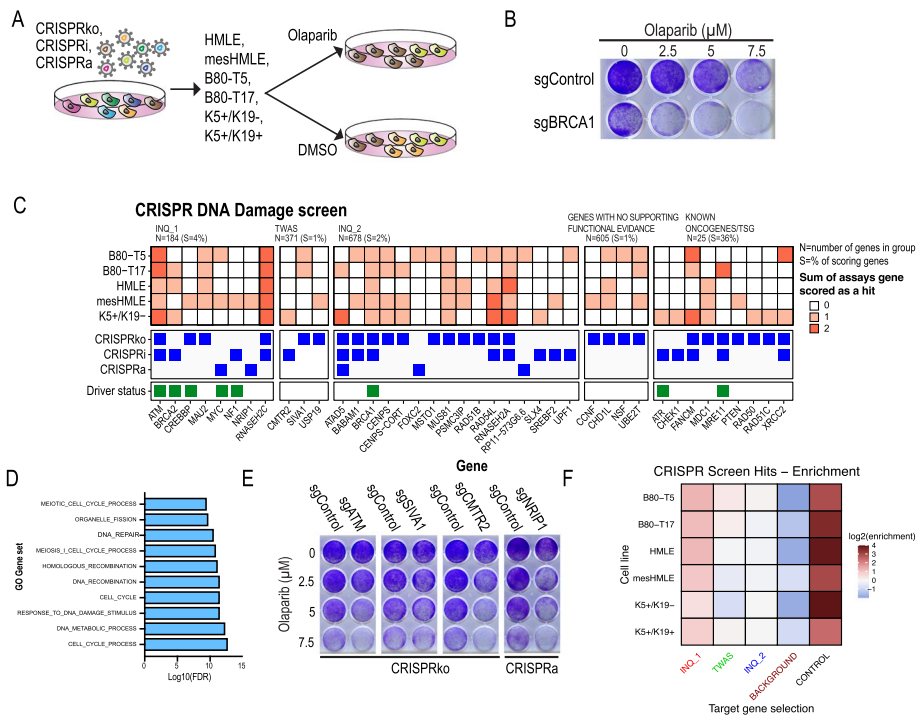 A
CRISPRko,
CRISPRi,
CRISPRa
HMLE,
mesHMLE,
B80-T5,
B80-T17,
K5+/K19-,
K5+/K19+
Olaparib
DMSO
B
Olaparib (µM)
0 2.5 5 7.5
sgControl
sgBRCA1
C
CRISPR DNA Damage screen
INQ_1
N=184 (S=4%)
TWAS
N=371 (S=1%)
INQ_2
N=678 (S=2%)
GENES WITH NO SUPPORTING
FUNCTIONAL EVIDENCE
N=605 (S=1%)
KNOWN
ONCOGENES/TSG
N=25 (S=36%)
N=number of genes in group
S=% of scoring genes
Sum of assays gene
scored as a hit
0
1
2
B80−T5
B80−T17
HMLE
mesHMLE
K5+/K19−
CRISPRko
CRISPRi
CRISPRa
Driver status
ATM BRCA2 CREBBP MAU2 MYC NF1 NRIP1 RNASEH2C
CMTR2 SIVA1 USP19
ATAD5 BABAM1 BRCA1 CENPS CENPS−CORT FOXC2 MSTO1 MUS81 PSMC3IP RAD51B RAD54L RNASEH2A RP11−573G6.6 SLX4 SREBF2 UPF1
CCNF CHD1L NSF UBE2T
ATR CHEK1 FANCM MDC1 MRE11 PTEN RAD50 RAD51C XRCC2
Gene
D
GO Gene set
MEIOTIC_CELL_CYCLE_PROCESS
ORGANELLE_FISSION
DNA_REPAIR
MEIOSIS_I_CELL_CYCLE_PROCESS
HOMOLOGOUS_RECOMBINATION
DNA_RECOMBINATION
CELL_CYCLE
RESPONSE_TO_DNA_DAMAGE_STIMULUS
DNA_METABOLIC_PROCESS
CELL_CYCLE_PROCESS
0 5 10 15
Log10(FDR)
E
sgControl sgATM sgControl sgSIVA1 sgControl sgCMTR2 sgControl sgNRIP1
Olaparib (µM)
0
2.5
5
7.5
CRISPRko CRISPRa
F
CRISPR Screen Hits − Enrichment
Cell line
B80−T5
B80−T17
HMLE
mesHMLE
K5+/K19−
K5+/K19+
log2(enrichment)
4
3
2
1
0
−1
INQ_1 TWAS INQ_2 BACKGROUND CONTROL
Target gene selection